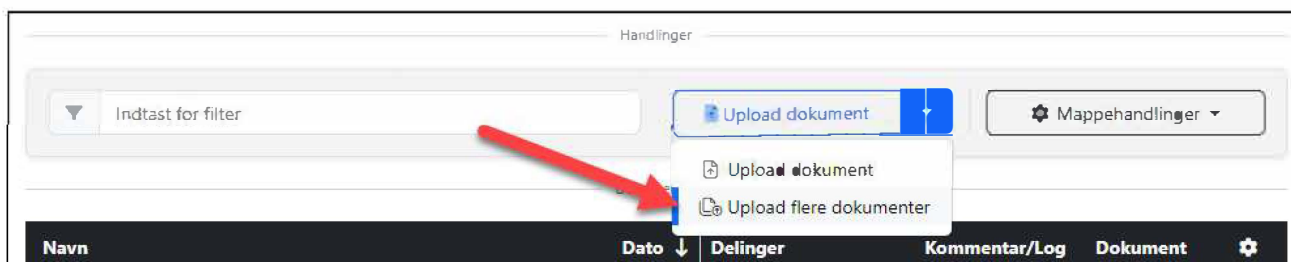 Handlinger
Indtast for filter
Upload dokument
Mappehandlinger
Upload dokument
Upload flere dokumenter
Navn Dato ↓ Delinger Kommentar/Log Dokument